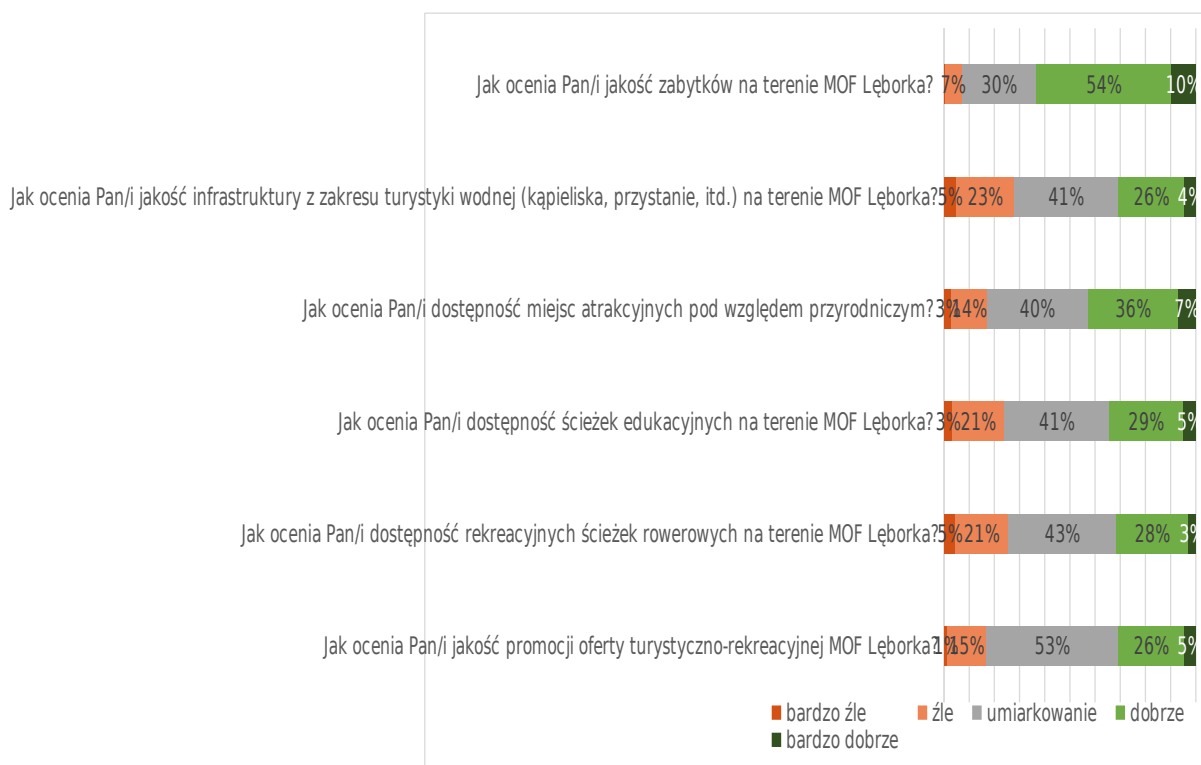 Jak ocenia Pan/i jakość zabytków na terenie MOF Lęborka? 7% 30% 54% 10%
Jak ocenia Pan/i jakość infrastruktury z zakresu turystyki wodnej (kąpieliska, przystanie, itd.) na terenie MOF Lęborka? 5% 23% 41% 26% 4%
Jak ocenia Pan/i dostępność miejsc atrakcyjnych pod względem przyrodniczym? 3% 14% 40% 36% 7%
Jak ocenia Pan/i dostępność ścieżek edukacyjnych na terenie MOF Lęborka? 3% 21% 41% 29% 5%
Jak ocenia Pan/i dostępność rekreacyjnych ścieżek rowerowych na terenie MOF Lęborka? 5% 21% 43% 28% 3%
Jak ocenia Pan/i jakość promocji oferty turystyczno-rekreacyjnej MOF Lęborka? 1% 15% 53% 26% 5%
bardzo źle źle umiarkowanie dobrze
bardzo dobrze